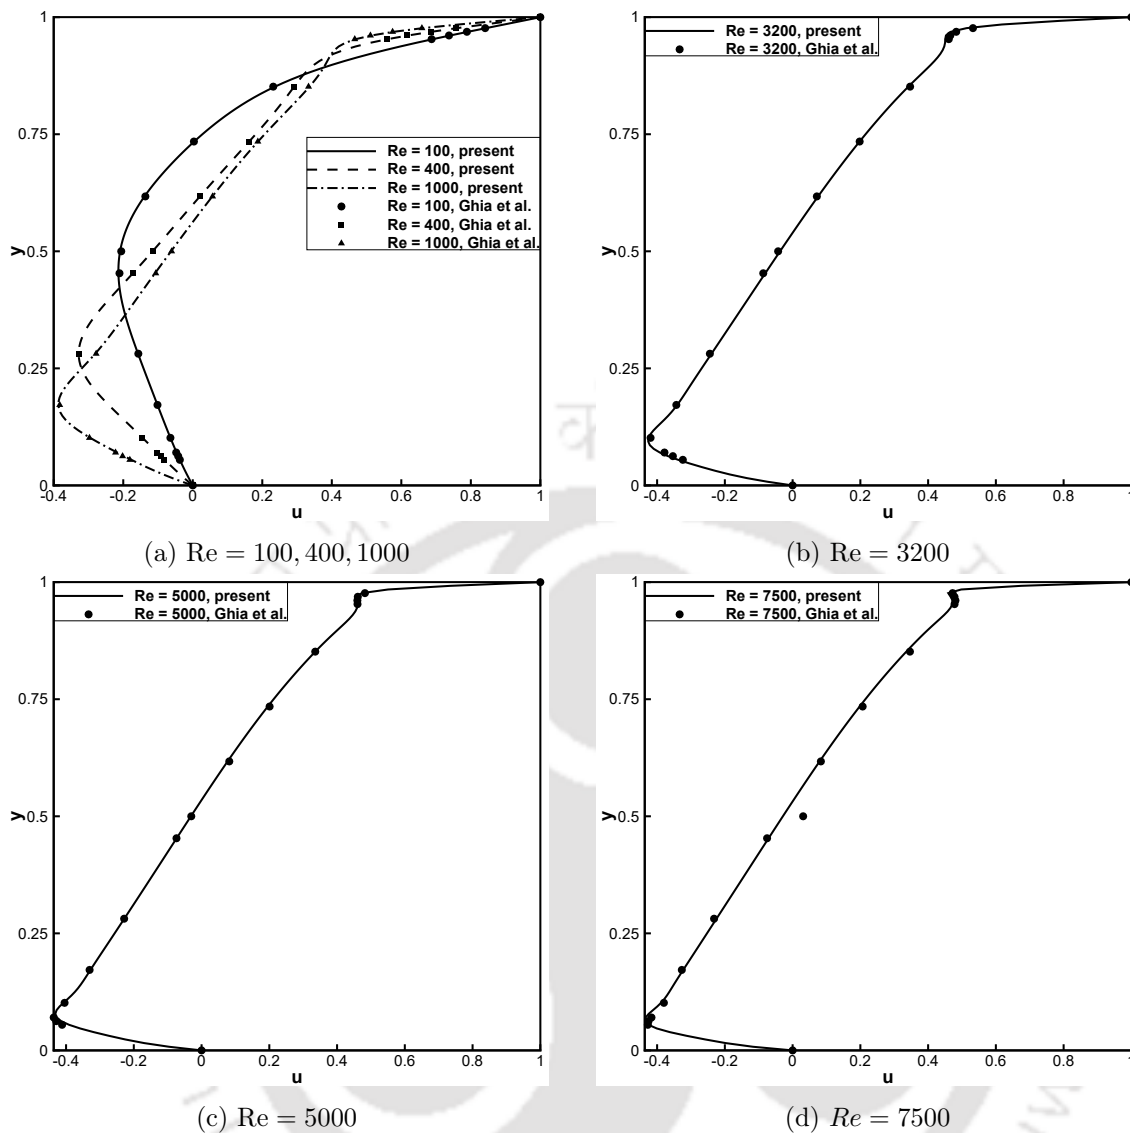 1
0.75
0.5
0.25
0
y
-0.4 -0.2 0 0.2 0.4 0.6 0.8 1
u
Re = 100, present
Re = 400, present
Re = 1000, present
Re = 100, Ghia et al.
Re = 400, Ghia et al.
Re = 1000, Ghia et al.
(a) Re = 100, 400, 1000
1
0.75
0.5
0.25
0
y
-0.4 -0.2 0 0.2 0.4 0.6 0.8 1
u
Re = 3200, present
Re = 3200, Ghia et al.
(b) Re = 3200
1
0.75
0.5
0.25
0
y
-0.4 -0.2 0 0.2 0.4 0.6 0.8 1
u
Re = 5000, present
Re = 5000, Ghia et al.
(c) Re = 5000
1
0.75
0.5
0.25
0
y
-0.4 -0.2 0 0.2 0.4 0.6 0.8 1
u
Re = 7500, present
Re = 7500, Ghia et al.
(d) Re = 7500